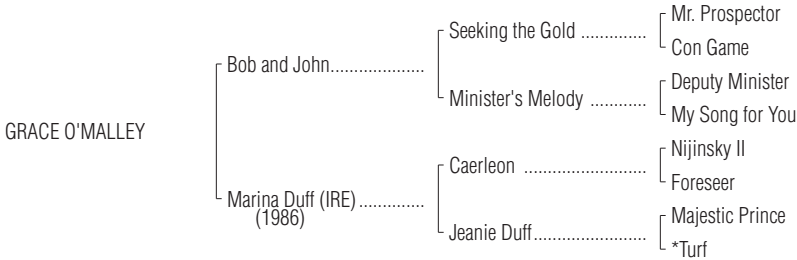 Mr. Prospector
Seeking the Gold ..............
Con Game
Bob and John.....................
Deputy Minister
Minister's Melody ............
My Song for You
GRACE O'MALLEY
Nijinsky II
Caerleon ..........................
Foreseer
Marina Duff (IRE)..............
(1986)
Majestic Prince
Jeanie Duff........................
*Turf